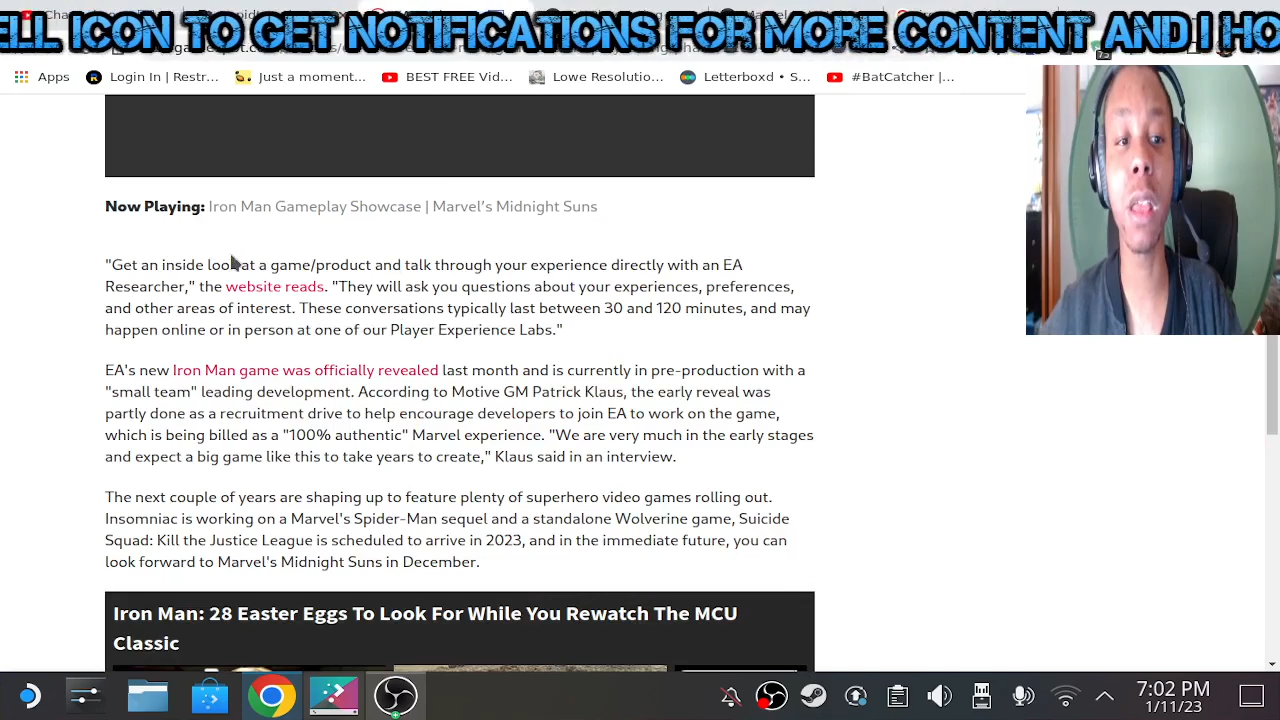 ELL ICON TO GET NOTIFICATIONS FOR MORE CONTENT AND I HO
Apps
Login In | Restr...
Just a moment...
BEST FREE Vid...
Lowe Resolutio...
Letterboxd • S...
#BatCatcher |...
Now Playing: Iron Man Gameplay Showcase | Marvel’s Midnight Suns
"Get an inside look at a game/product and talk through your experience directly with an EA
Researcher," the website reads. "They will ask you questions about your experiences, preferences,
and other areas of interest. These conversations typically last between 30 and 120 minutes, and may
happen online or in person at one of our Player Experience Labs."
EA's new Iron Man game was officially revealed last month and is currently in pre-production with a
"small team" leading development. According to Motive GM Patrick Klaus, the early reveal was
partly done as a recruitment drive to help encourage developers to join EA to work on the game,
which is being billed as a "100% authentic" Marvel experience. "We are very much in the early stages
and expect a big game like this to take years to create," Klaus said in an interview.
The next couple of years are shaping up to feature plenty of superhero video games rolling out.
Insomniac is working on a Marvel's Spider-Man sequel and a standalone Wolverine game, Suicide
Squad: Kill the Justice League is scheduled to arrive in 2023, and in the immediate future, you can
look forward to Marvel's Midnight Suns in December.
Iron Man: 28 Easter Eggs To Look For While You Rewatch The MCU
Classic
7:02 PM
1/11/23